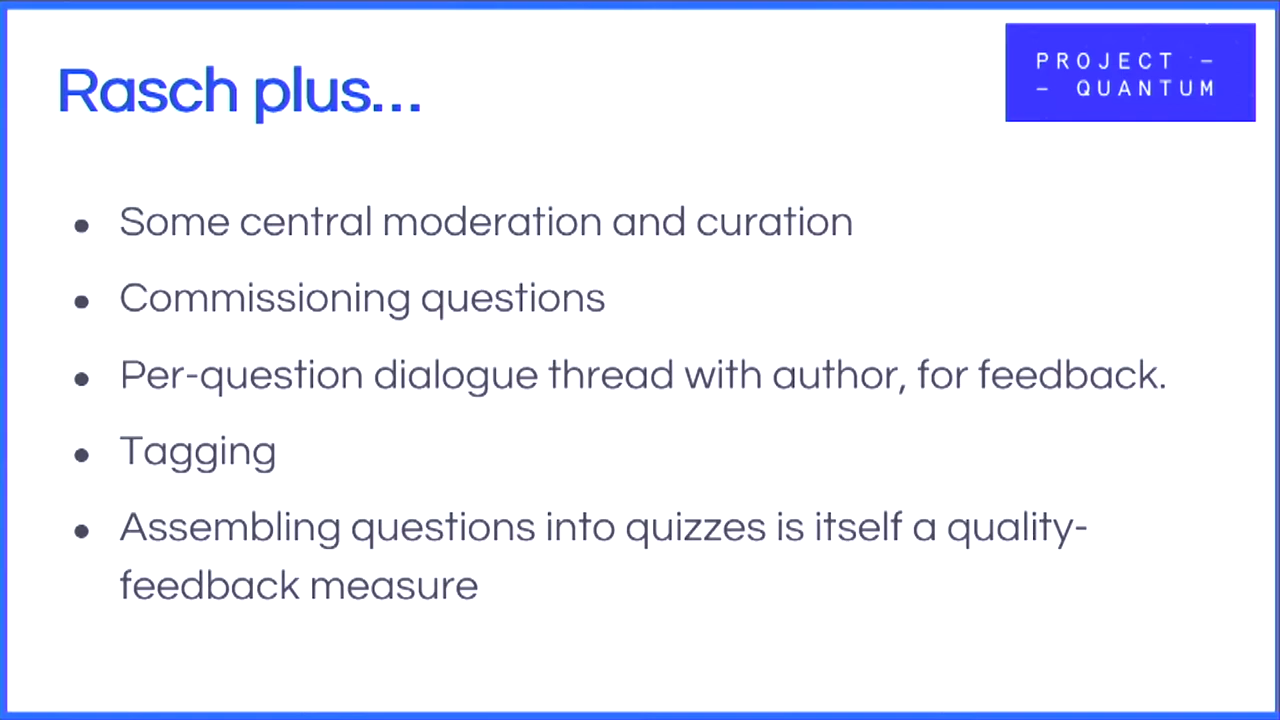 Rasch plus...
PROJECT –
– QUANTUM
• Some central moderation and curation
• Commissioning questions
• Per-question dialogue thread with author, for feedback.
• Tagging
• Assembling questions into quizzes is itself a quality-
feedback measure